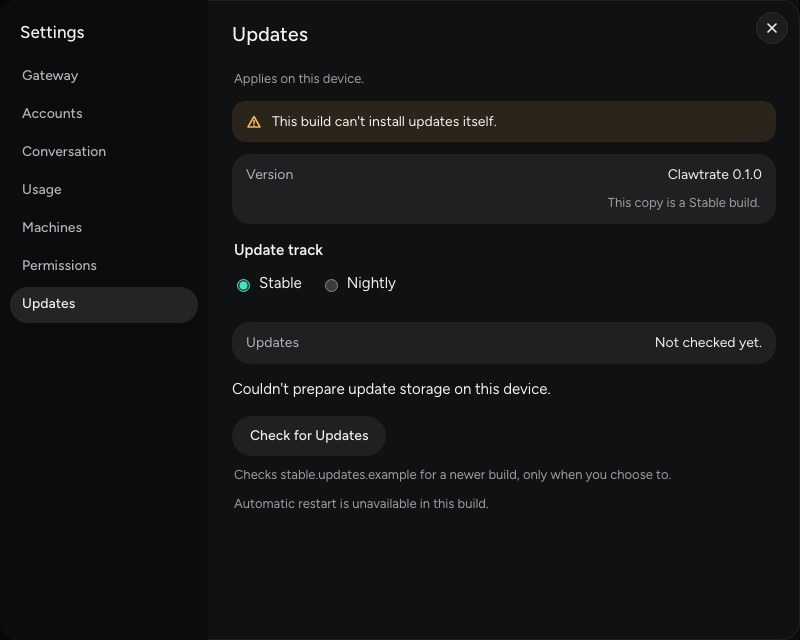 Settings
Gateway
Accounts
Conversation
Usage
Machines
Permissions
Updates
Updates
Applies on this device.
This build can't install updates itself.
Version
Clawtrate 0.1.0
This copy is a Stable build.
Update track
Stable
Nightly
Updates
Not checked yet.
Couldn't prepare update storage on this device.
Check for Updates
Checks stable.updates.example for a newer build, only when you choose to.
Automatic restart is unavailable in this build.